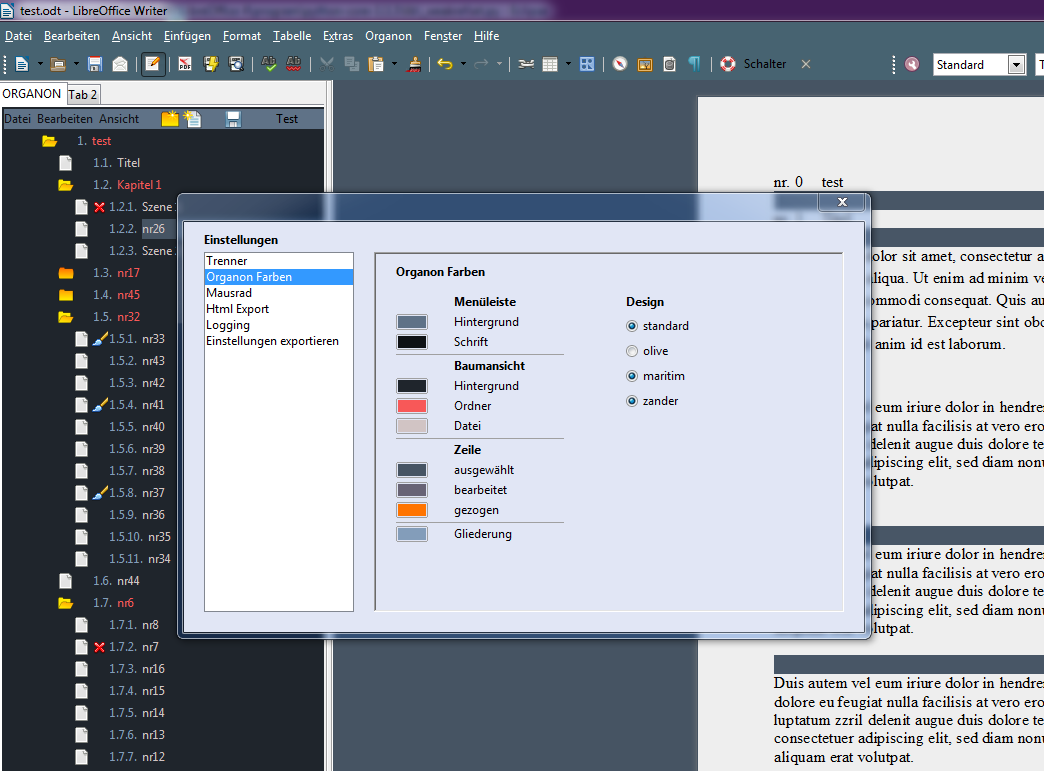 test.odt - LibreOffice Writer
Datei Bearbeiten Ansicht Einfügen Format Tabelle Extras Organon Fenster Hilfe
Schalter Standard
ORGANON Tab 2
Datei Bearbeiten Ansicht Test
1. test
1.1. Titel
1.2. Kapitel 1
1.2.1. Szene
1.2.2. nr26
1.2.3. Szene
1.3. nr17
1.4. nr45
1.5. nr32
1.5.1. nr33
1.5.2. nr43
1.5.3. nr42
1.5.4. nr41
1.5.5. nr40
1.5.6. nr39
1.5.7. nr38
1.5.8. nr37
1.5.9. nr36
1.5.10. nr35
1.5.11. nr34
1.6. nr44
1.7. nr6
1.7.1. nr8
1.7.2. nr7
1.7.3. nr16
1.7.4. nr15
1.7.5. nr14
1.7.6. nr13
1.7.7. nr12
Einstellungen
Trenner
Organon Farben
Mausrad
Html Export
Logging
Einstellungen exportieren
Organon Farben
Menüleiste
Hintergrund
Schrift
Baumansicht
Hintergrund
Ordner
Datei
Zeile
ausgewählt
bearbeitet
gezogen
Gliederung
Design
standard
olive
maritim
zander
nr. 0 test
olor sit amet, consectetur a
liqua. Ut enim ad minim ve
ommodi consequat. Quis au
pariatur. Excepteur sint obc
anim id est laborum.
eum iriure dolor in hendre
at nulla facilisis at vero ero
delenit augue duis dolore te
dipiscing elit, sed diam nonu
lutpat.
eum iriure dolor in hendre
at nulla facilisis at vero ero
delenit augue duis dolore te
dipiscing elit, sed diam nonu
lutpat.
Duis autem vel eum iriure dolor in hendre
dolore eu feugiat nulla facilisis at vero ero
luptatum zzril delenit augue duis dolore te
consectetuer adipiscing elit, sed diam nonu
aliquam erat volutpat.